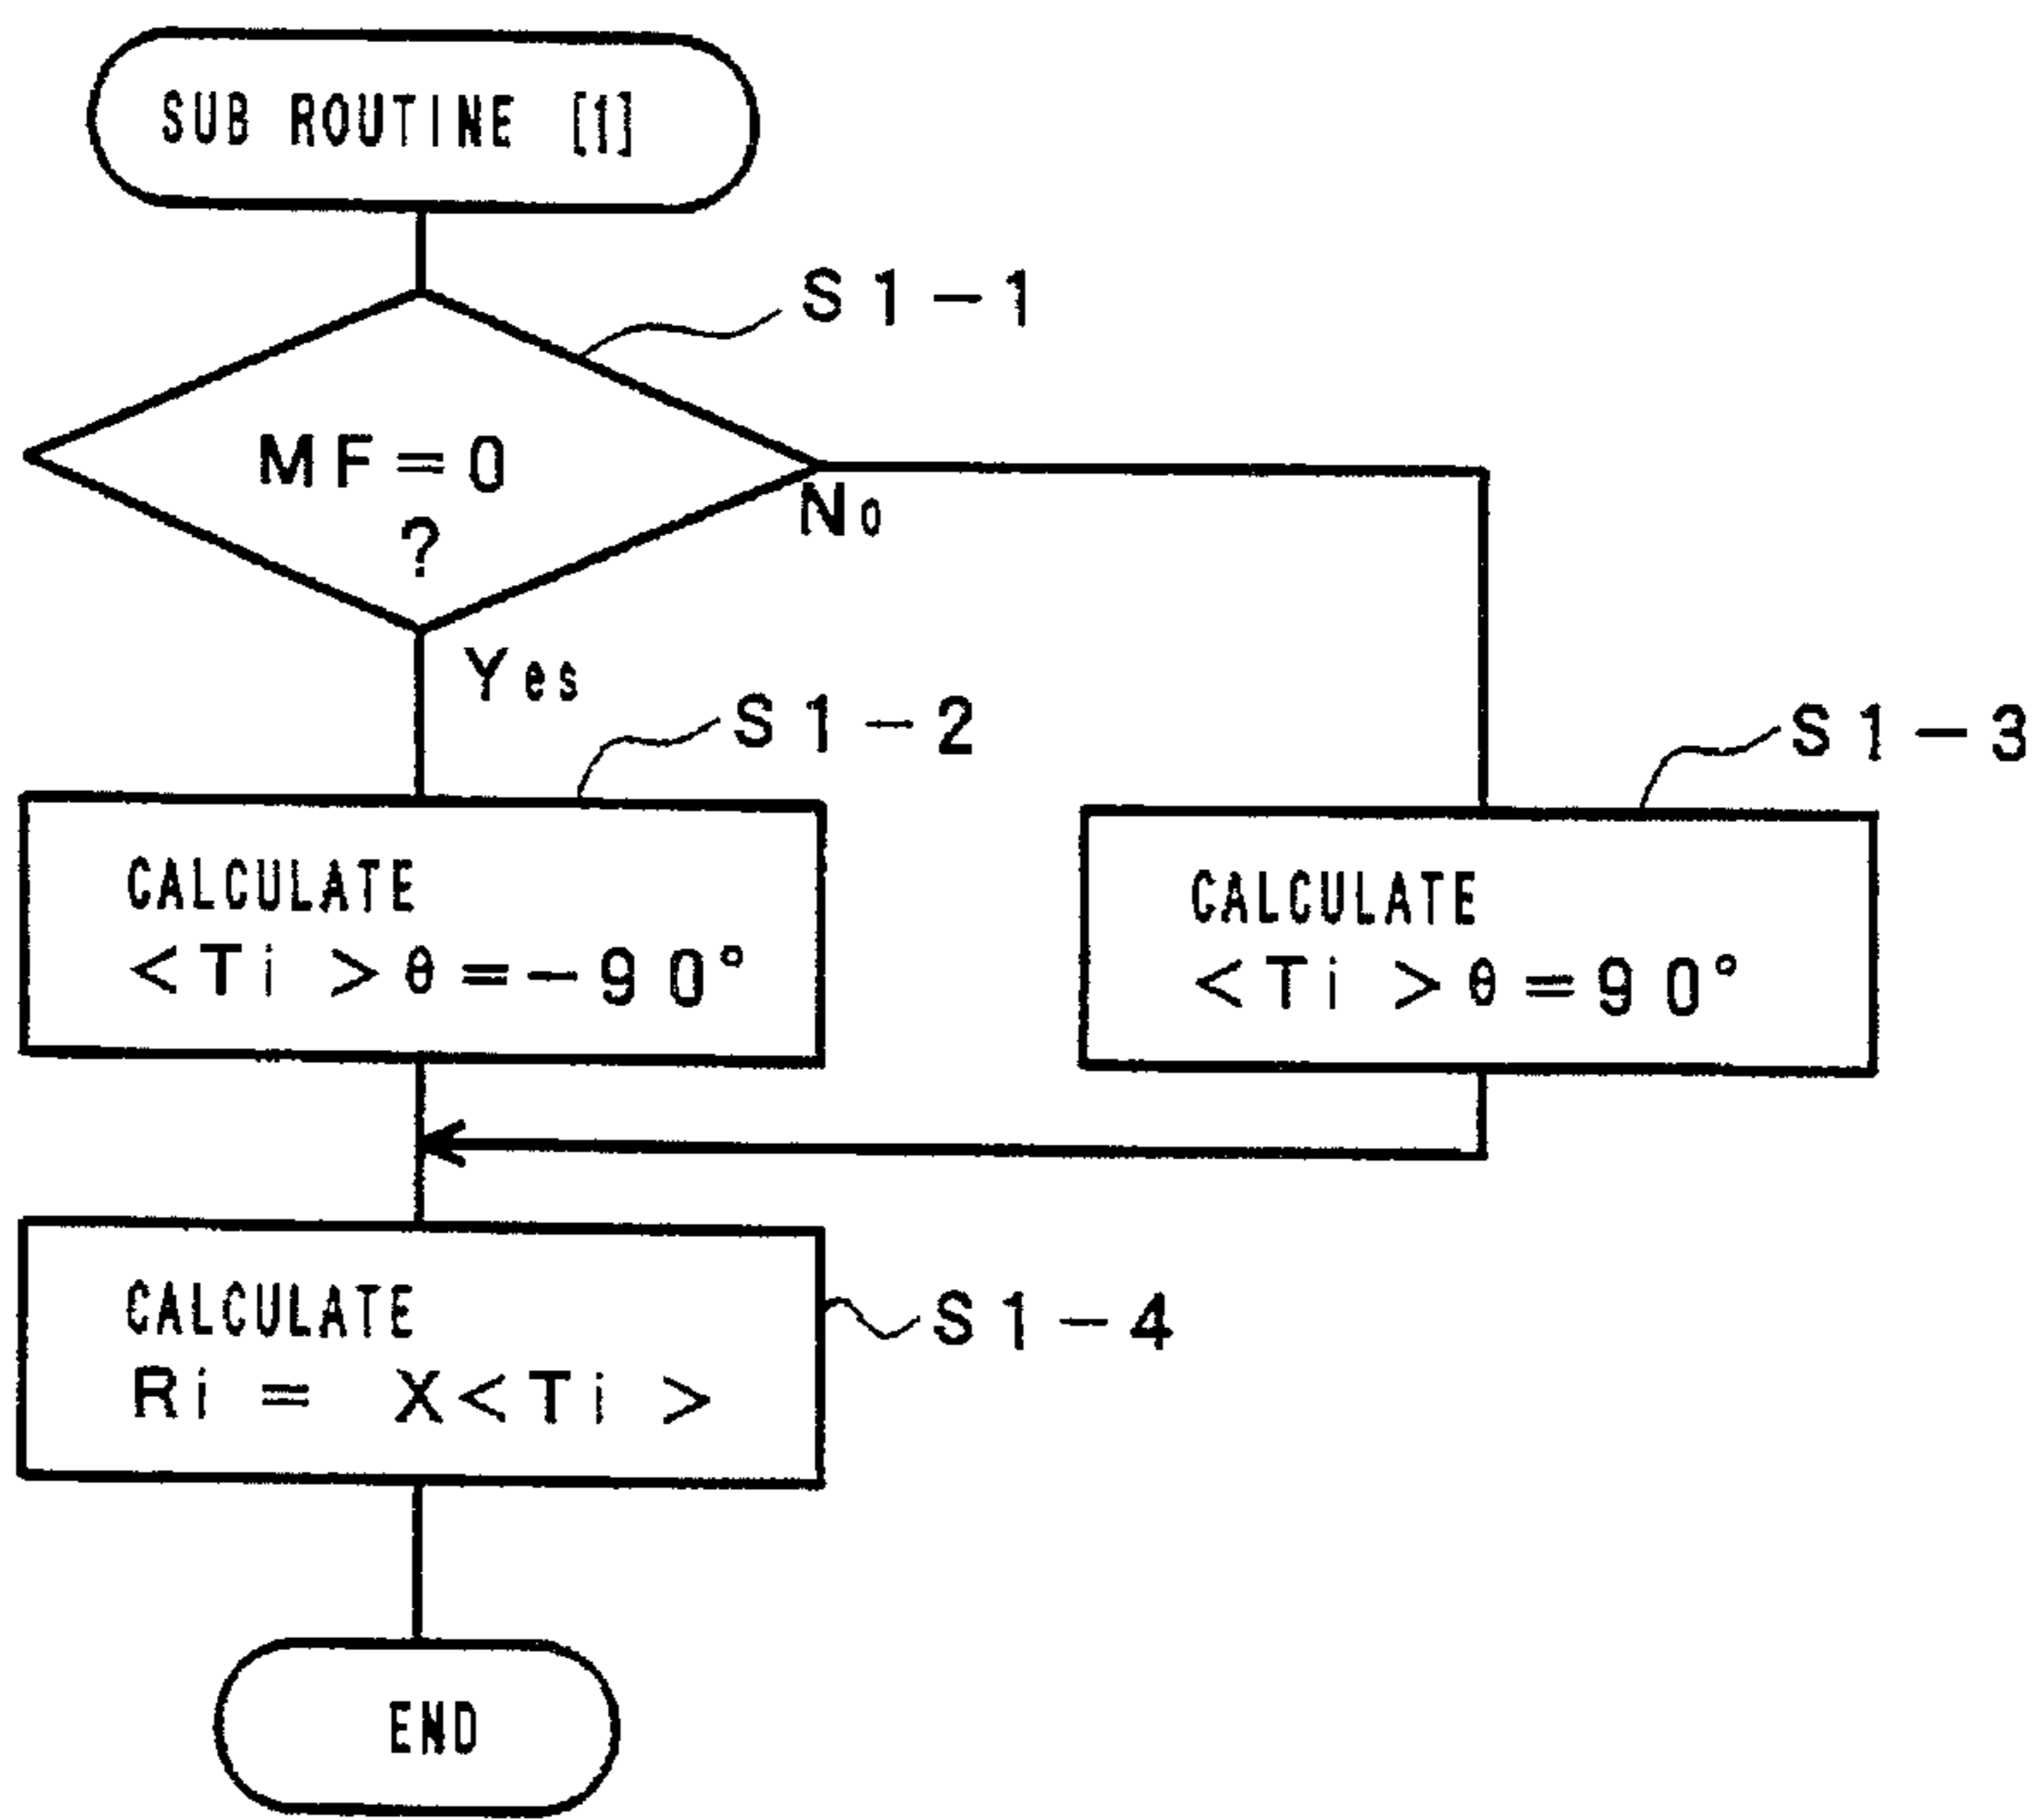 SUB ROUTINE [1]
S1-1
MF=0
?
No
Yes
S1-2
S1-3
CALCULATE
<Ti>θ=-90°
CALCULATE
<Ti>θ=90°
CALCULATE
Ri= X<Ti>
S1-4
END